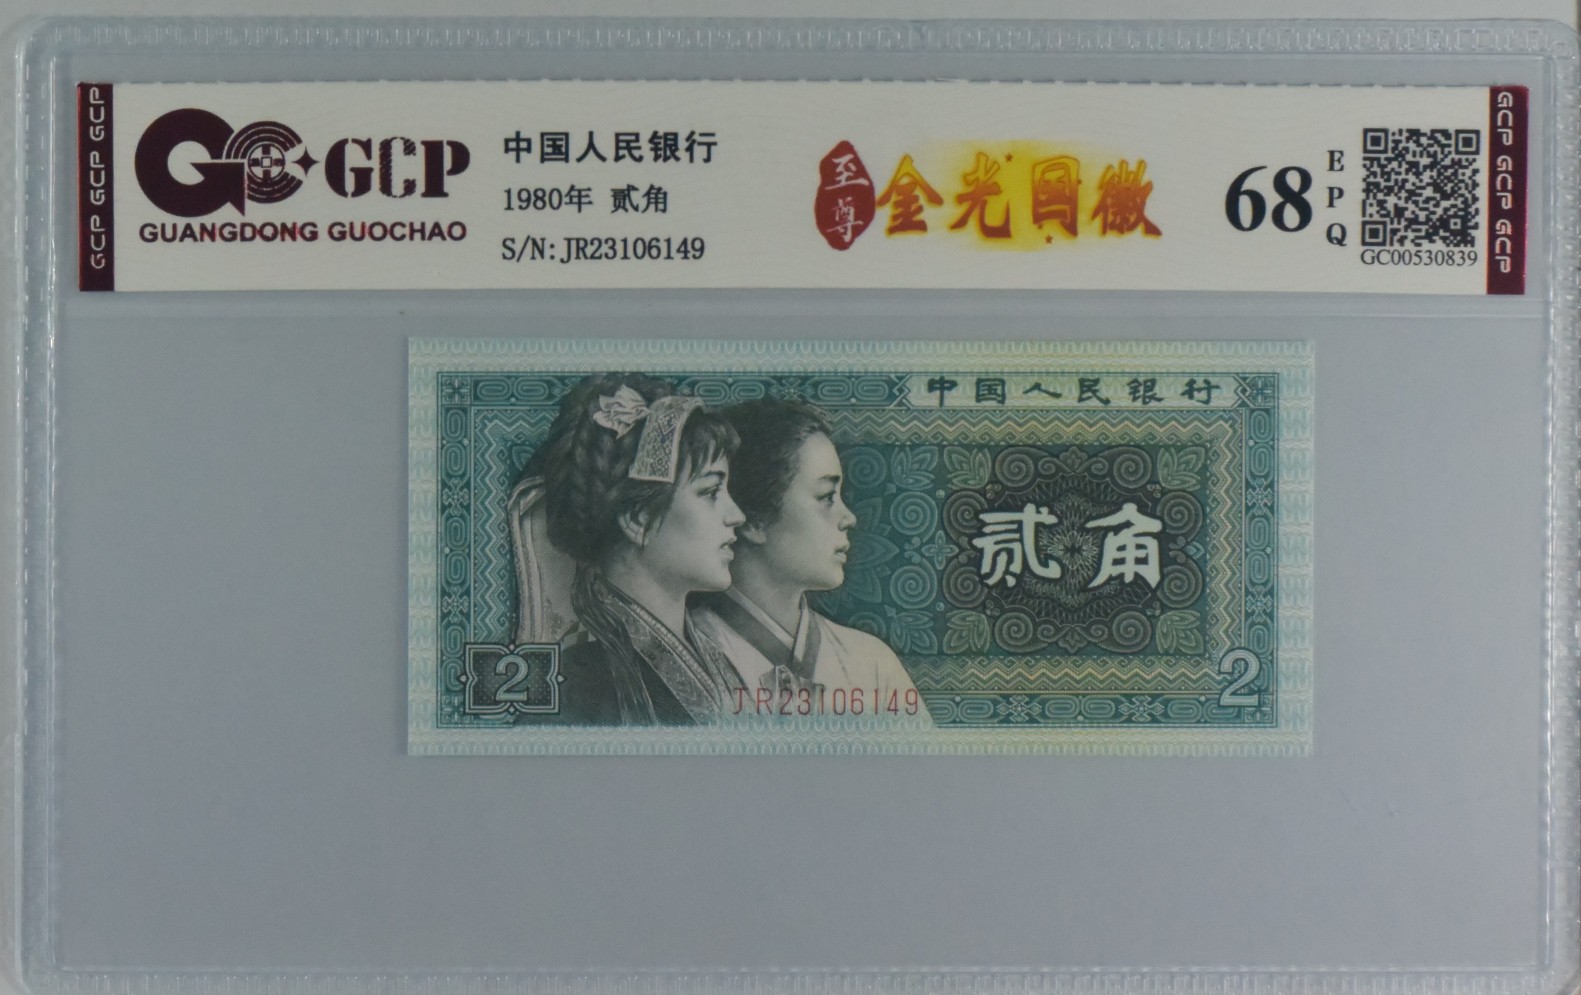 GCP GCP GCP
GCP
GUANGDONG GUOCHAO
中国人民银行
1980年 贰角
S/N: JR23106149
至尊
金光国徽
68
EPQ
GC00530839
GCP GCP GCP
中国人民银行
贰角
2
2
JR23106149